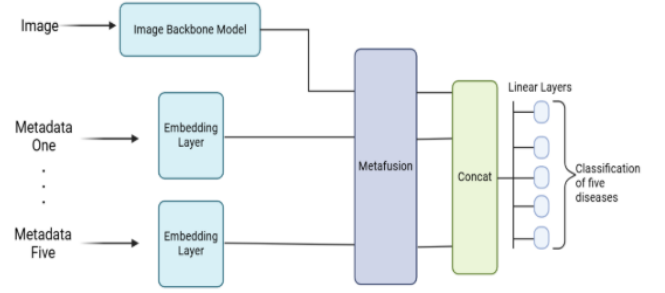 Image
Image Backbone Model
Metadata
One
Embedding
Layer
.
.
.
Metadata
Five
Embedding
Layer
Metafusion
Concat
Linear Layers
Classification
of five
diseases